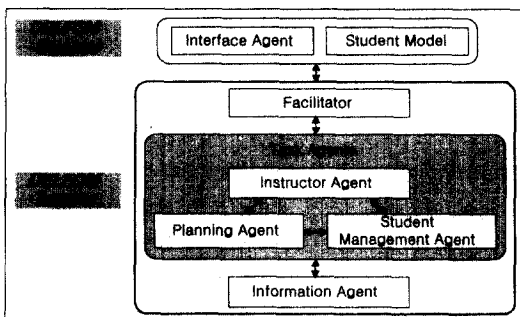 Interface Agent
Student Model
Facilitator
Instructor Agent
Planning Agent
Student
Management Agent
Information Agent